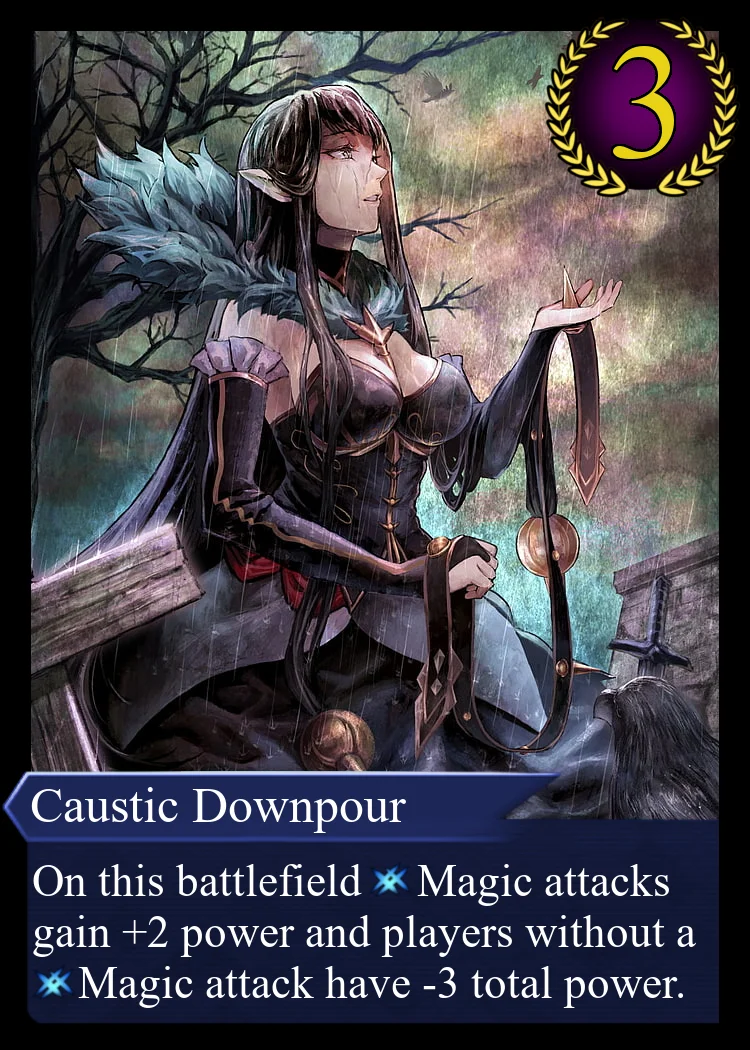 3
Caustic Downpour
On this battlefield Magic attacks
gain +2 power and players without a
Magic attack have -3 total power.